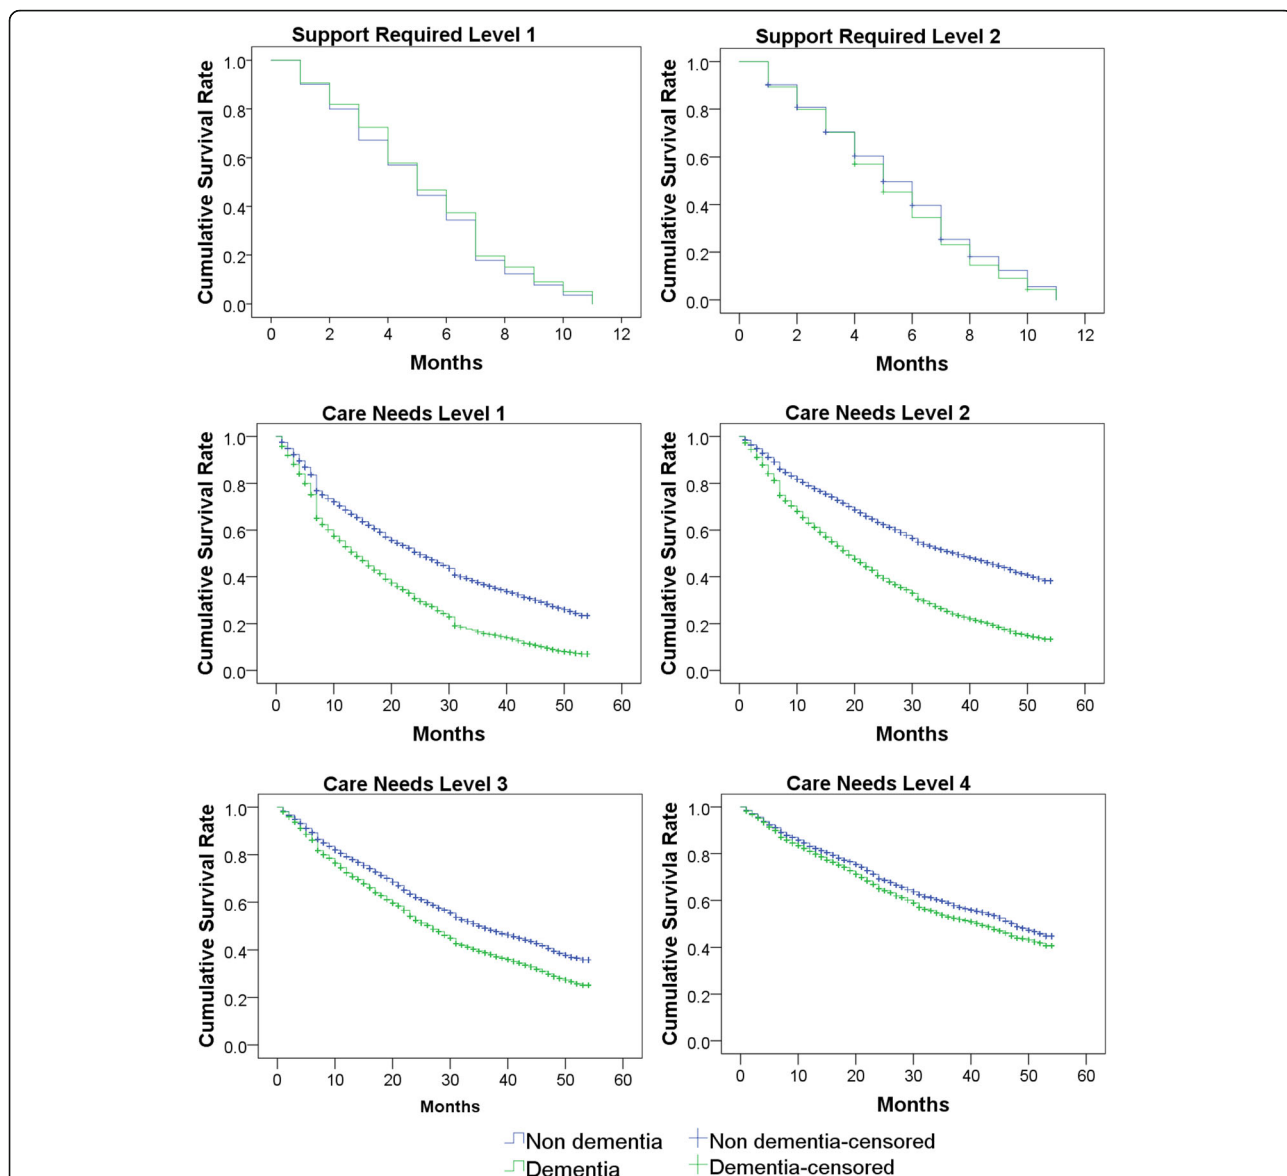 Support Required Level 1
Cumulative Survival Rate
1.0
0.8
0.6
0.4
0.2
0.0
0 2 4 6 8 10 12
Months
Support Required Level 2
Cumulative Survival Rate
1.0
0.8
0.6
0.4
0.2
0.0
0 2 4 6 8 10 12
Months
Care Needs Level 1
Cumulative Survival Rate
1.0
0.8
0.6
0.4
0.2
0.0
0 10 20 30 40 50 60
Months
Care Needs Level 2
Cumulative Survival Rate
1.0
0.8
0.6
0.4
0.2
0.0
0 10 20 30 40 50 60
Months
Care Needs Level 3
Cumulative Survival Rate
1.0
0.8
0.6
0.4
0.2
0.0
0 10 20 30 40 50 60
Months
Care Needs Level 4
Cumulative Survivla Rate
1.0
0.8
0.6
0.4
0.2
0.0
0 10 20 30 40 50 60
Months
Non dementia
Non dementia-censored
Dementia
Dementia-censored